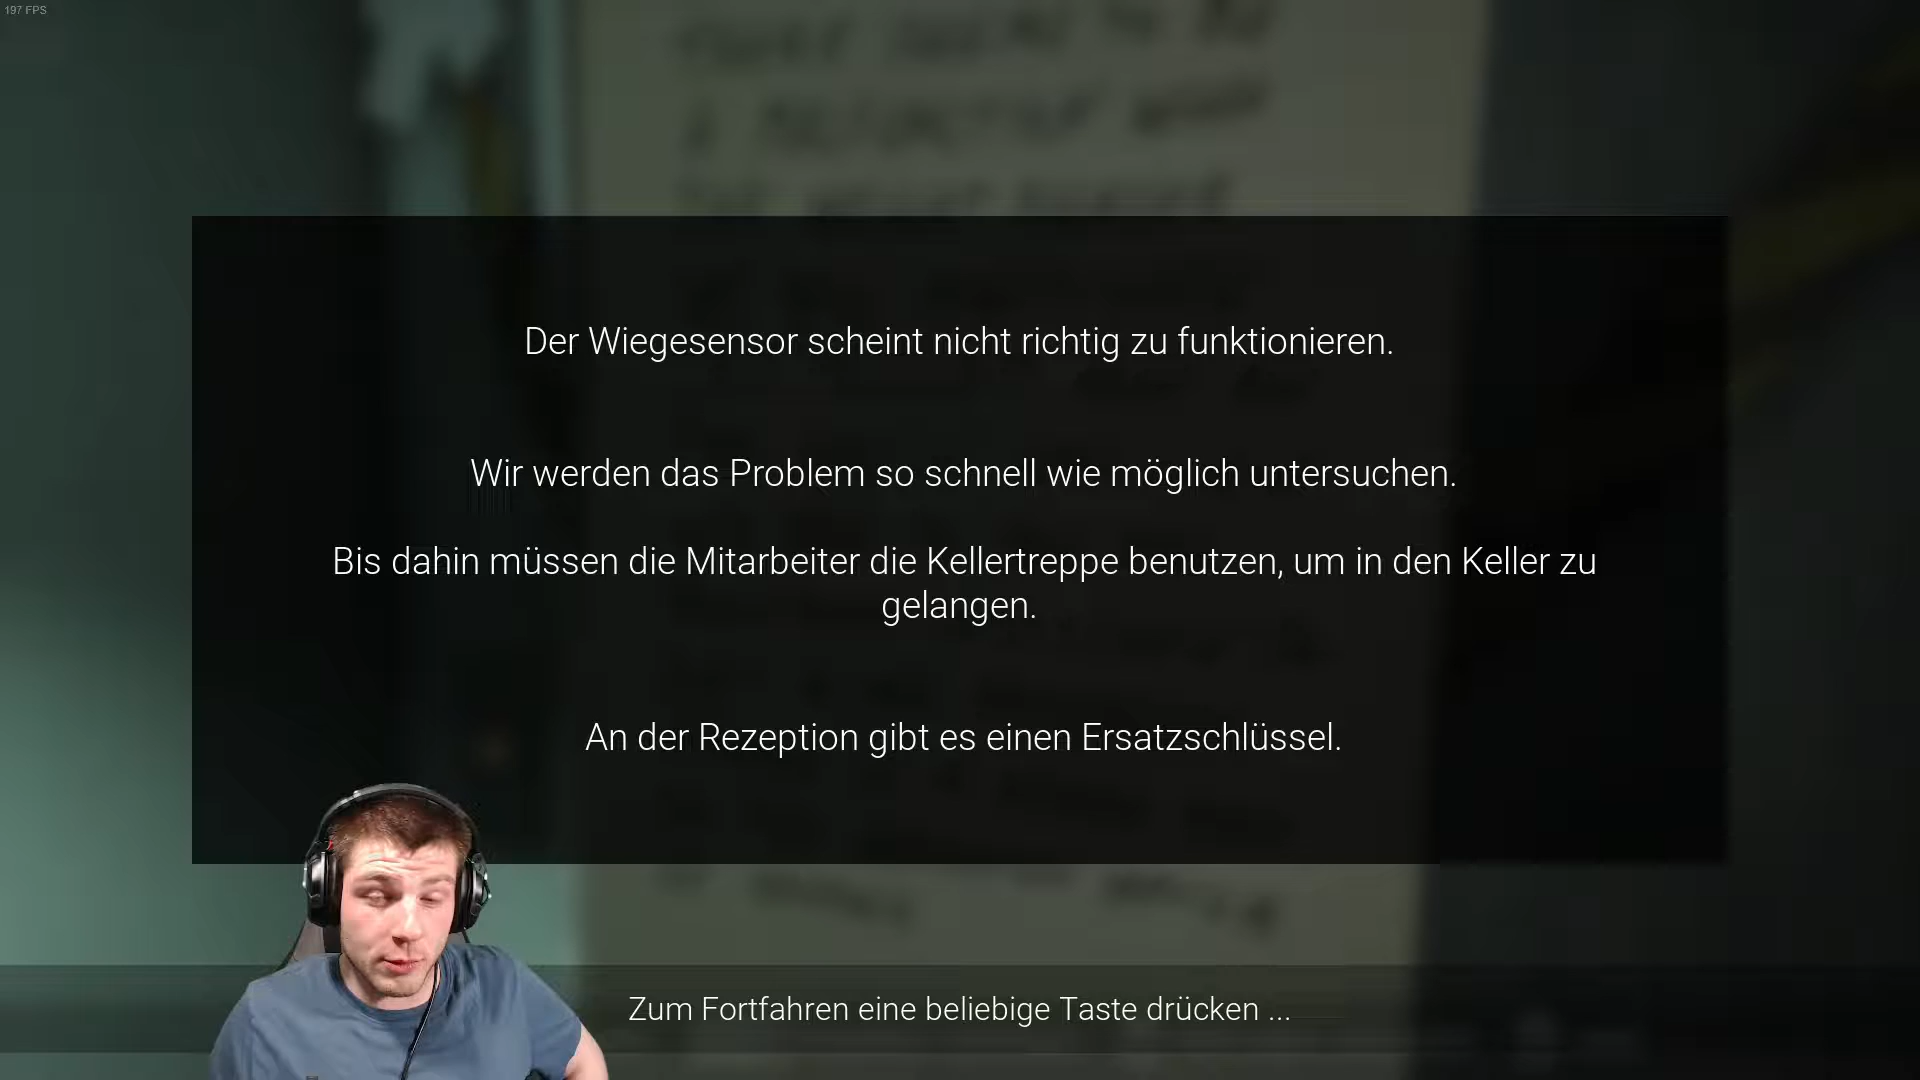 197 FPS
Der Wiegesensor scheint nicht richtig zu funktionieren.
Wir werden das Problem so schnell wie möglich untersuchen.
Bis dahin müssen die Mitarbeiter die Kellertreppe benutzen, um in den Keller zu
gelangen.
An der Rezeption gibt es einen Ersatzschlüssel.
Zum Fortfahren eine beliebige Taste drücken ...